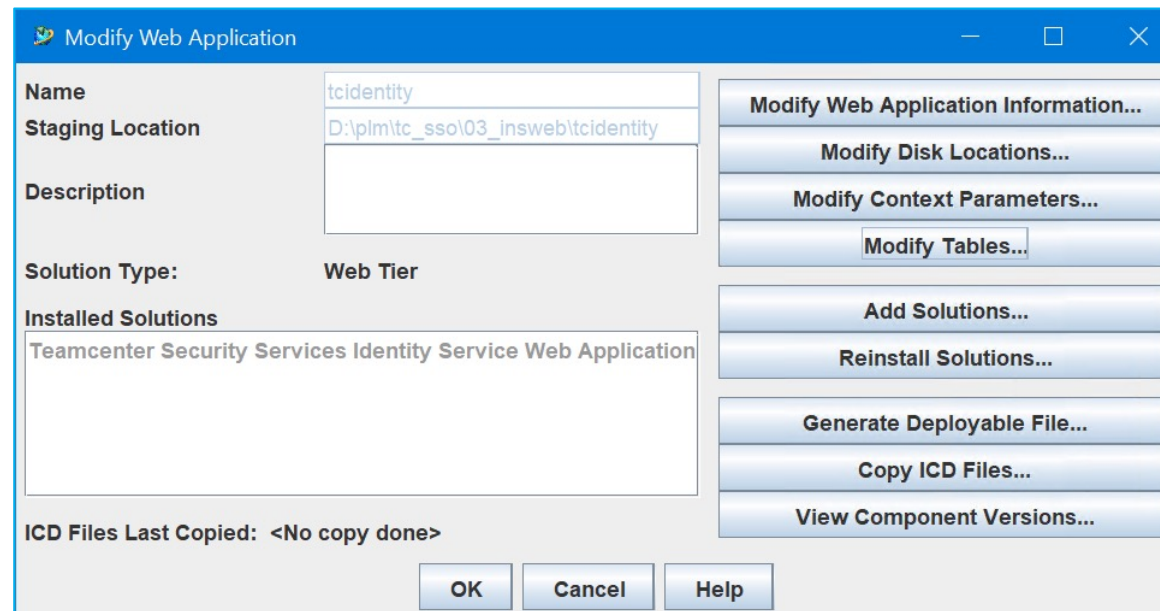 Modify Web Application
Name
tcidentity
Staging Location
D:\plm\tc_sso\03_insweb\tcidentity
Description
Solution Type:
Web Tier
Installed Solutions
Teamcenter Security Services Identity Service Web Application
ICD Files Last Copied: <No copy done>
Modify Web Application Information...
Modify Disk Locations...
Modify Context Parameters...
Modify Tables...
Add Solutions...
Reinstall Solutions...
Generate Deployable File...
Copy ICD Files...
View Component Versions...
OK
Cancel
Help